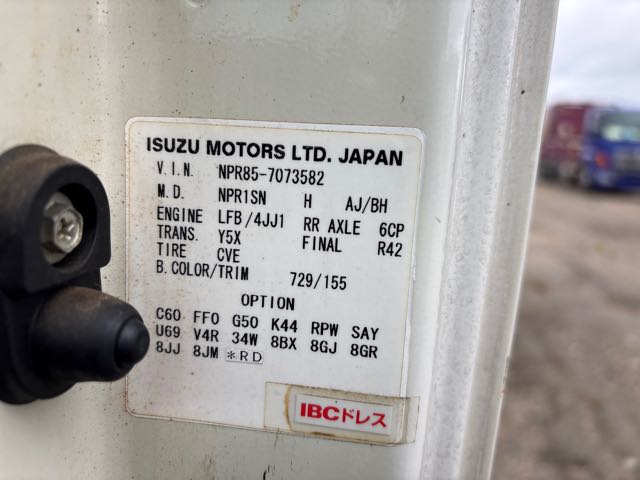 ISUZU MOTORS LTD. JAPAN
V.I.N. NPR85-7073582
M.D. NPR1SN H AJ/BH
ENGINE LFB/4JJ1 RR AXLE 6CP
TRANS. Y5X FINAL R42
TIRE CVE
B.COLOR/TRIM 729/155
OPTION
C60 FF0 G50 K44 RPW SAY
U69 V4R 34W 8BX 8GJ 8GR
8JJ 8JM *RD
IBCドレス